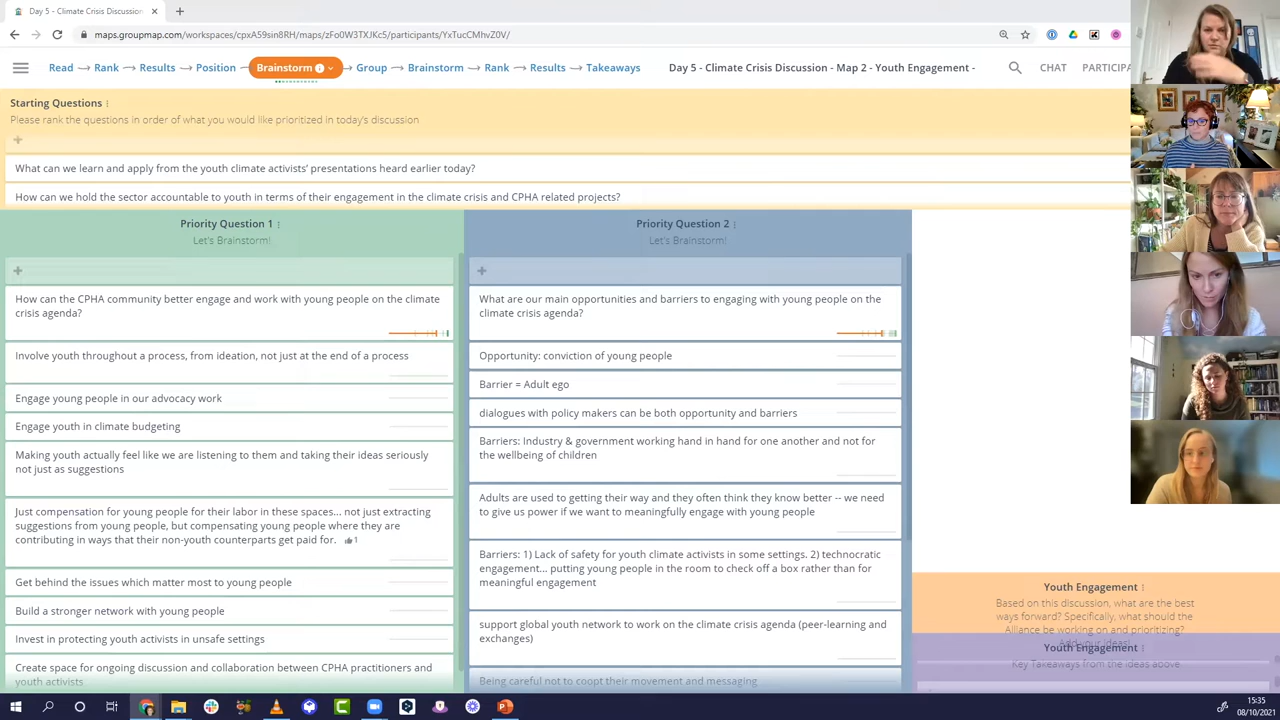 Day 5 - Climate Crisis Discussion
maps.groupmap.com/workspaces/cpxA59sin8RH/maps/zFo0W3TXJKc5/participants/YxTucCMhvZ0V/
Read Rank Results Position Brainstorm Group Brainstorm Rank Results Takeaways
Day 5 - Climate Crisis Discussion - Map 2 - Youth Engagement -
CHAT PARTICIPA
Starting Questions
Please rank the questions in order of what you would like prioritized in today's discussion
What can we learn and apply from the youth climate activists' presentations heard earlier today?
How can we hold the sector accountable to youth in terms of their engagement in the climate crisis and CPHA related projects?
Priority Question 1
Let's Brainstorm!
How can the CPHA community better engage and work with young people on the climate
crisis agenda?
Involve youth throughout a process, from ideation, not just at the end of a process
Engage young people in our advocacy work
Engage youth in climate budgeting
Making youth actually feel like we are listening to them and taking their ideas seriously
not just as suggestions
Just compensation for young people for their labor in these spaces... not just extracting
suggestions from young people, but compensating young people where they are
contributing in ways that their non-youth counterparts get paid for. 1
Get behind the issues which matter most to young people
Build a stronger network with young people
Invest in protecting youth activists in unsafe settings
Create space for ongoing discussion and collaboration between CPHA practitioners and
youth activists
Priority Question 2
Let's Brainstorm!
What are our main opportunities and barriers to engaging with young people on the
climate crisis agenda?
Opportunity: conviction of young people
Barrier = Adult ego
dialogues with policy makers can be both opportunity and barriers
Barriers: Industry & government working hand in hand for one another and not for
the wellbeing of children
Adults are used to getting their way and they often think they know better -- we need
to give us power if we want to meaningfully engage with young people
Barriers: 1) Lack of safety for youth climate activists in some settings. 2) technocratic
engagement... putting young people in the room to check off a box rather than for
meaningful engagement
support global youth network to work on the climate crisis agenda (peer-learning and
exchanges)
Being careful not to coopt their movement and messaging
Youth Engagement
Based on this discussion, what are the best
ways forward? Specifically, what should the
Alliance be working on and prioritizing?
Add your ideas!
Youth Engagement
Key Takeaways from the ideas above
15:35
08/10/2021